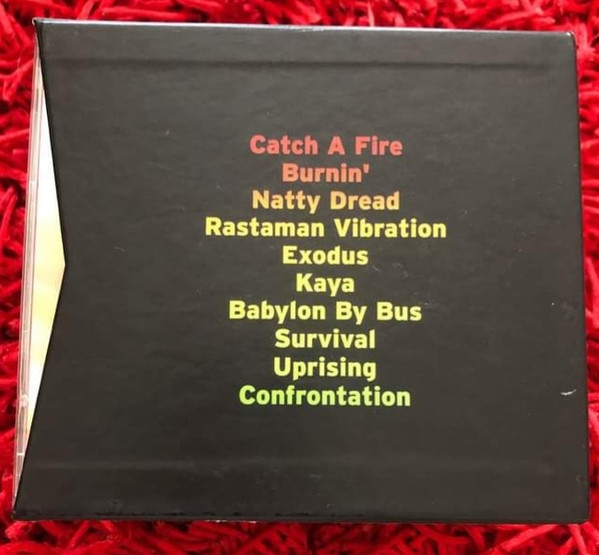 Catch A Fire
Burnin'
Natty Dread
Rastaman Vibration
Exodus
Kaya
Babylon By Bus
Survival
Uprising
Confrontation